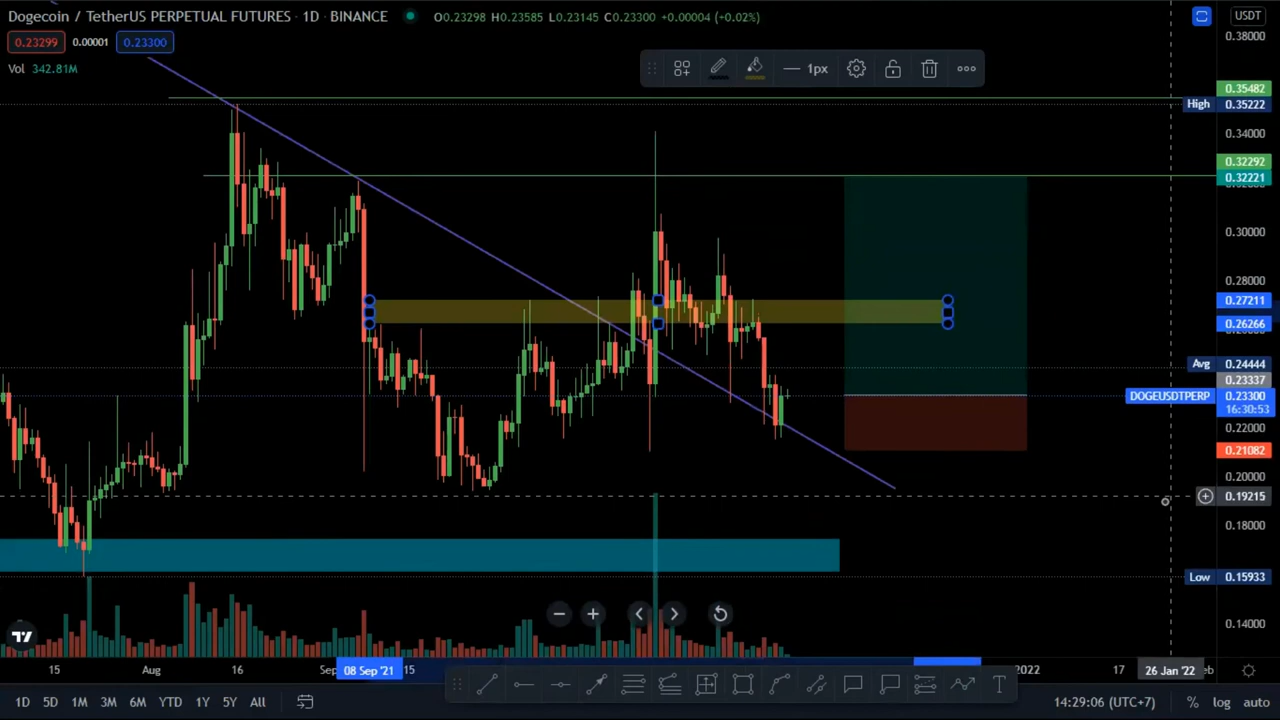 Dogecoin / TetherUS PERPETUAL FUTURES · 1D · BINANCE O0.23298 H0.23585 L0.23145 C0.23300 +0.00004 (+0.02%)
USDT
0.23299 0.00001 0.23300
Vol 342.81M
1px
0.38000
0.35482
High 0.35222
0.34000
0.32292
0.32221
0.30000
0.28000
0.27211
0.26266
Avg 0.24444
0.23337
DOGEUSDTPERP 0.23300
16:30:53
0.22000
0.21082
0.20000
0.19215
0.18000
Low 0.15933
0.14000
15 Aug 16 Sep 08 Sep '21 15 2022 17 26 Jan '22 eb
1D 5D 1M 3M 6M YTD 1Y 5Y All 14:29:06 (UTC+7) % log auto